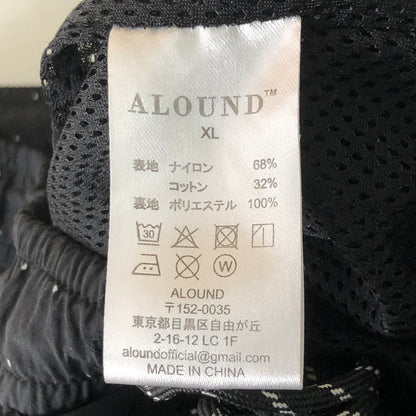 ALOUND™
XL
表地 ナイロン 68%
コットン 32%
裏地 ポリエステル 100%
30
W
ALOUND
〒152-0035
東京都目黒区自由が丘
2-16-12 LC 1F
aloundofficial@gmail.com
MADE IN CHINA